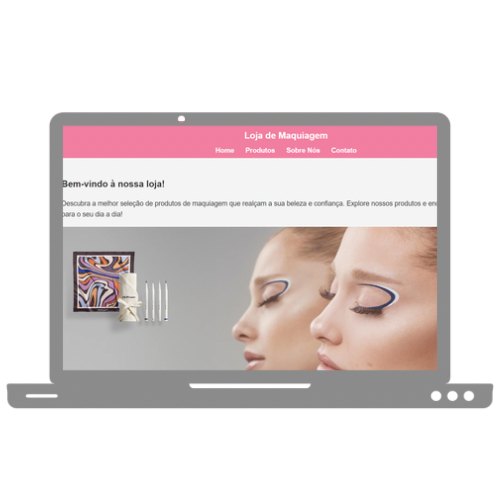 Loja de Maquiagem
Home Produtos Sobre Nós Contato
Bem-vindo à nossa loja!
Descubra a melhor seleção de produtos de maquiagem que realçam a sua beleza e confiança. Explore nossos produtos e en
para o seu dia a dia!